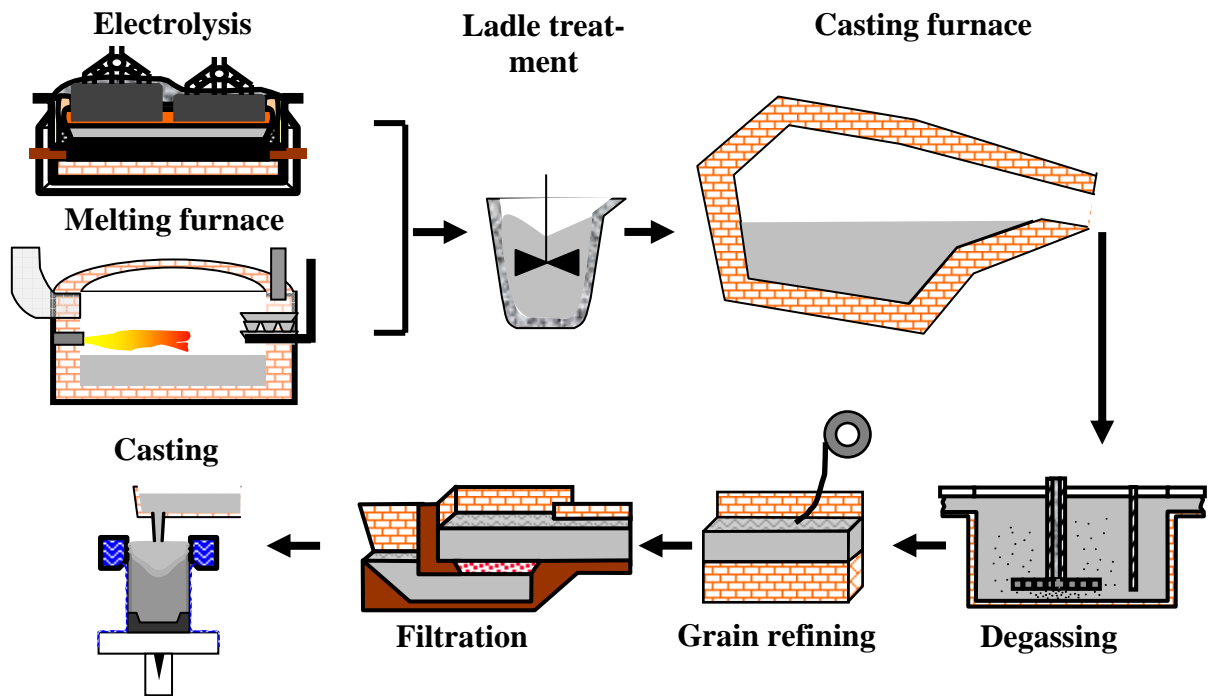 Electrolysis
Ladle treat-
ment
Casting furnace
Melting furnace
Casting
Filtration
Grain refining
Degassing